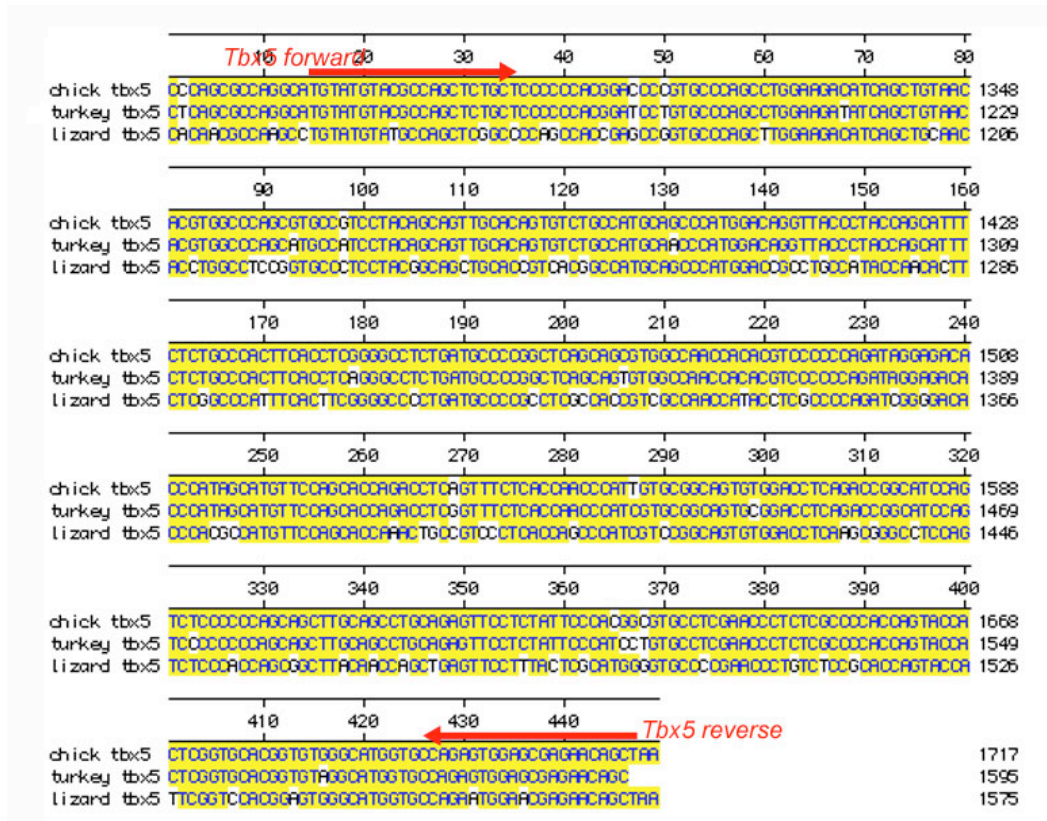 10 20 30 40 50 60 70 80
Tbx5 forward
chick tbx5 CCCAGCGCCAGGCATGTATGTACGCCAGCTCTGCTCCCCCCACGGACCCCGTGCCCAGCCTGGAAGACATCAGCTGTAAC 1348
turkey tbx5 CTCAGCGCCAGGCATGTATGTACGCCAGCTCTGCTCCCCCCACGGATCCTGTGCCCAGCCTGGAAGATATCAGCTGTAAC 1229
lizard tbx5 CACAACGCCAAGCCTGTATGTATGCCAGCTCGGCCCCAGCCACCGAGCCGGTGCCCAGCTTGGAAGACATCAGCTGCAAC 1206
90 100 110 120 130 140 150 160
chick tbx5 ACGTGGCCCAGCGTGCCGTCCTACAGCAGTTGCACAGTGTCTGCCATGCAGCCCATGGACAGGTTACCCTACCAGCATTT 1428
turkey tbx5 ACGTGGCCCAGCATGCCATCCTACAGCAGTTGCACAGTGTCTGCCATGCAACCCATGGACAGGTTACCCTACCAGCATTT 1309
lizard tbx5 ACCTGGCCTCCGGTGCCCTCCTACGGCAGCTGCACCGTCACGGCCATGCAGCCCATGGACCGCCTGCCATACCAACACTT 1286
170 180 190 200 210 220 230 240
chick tbx5 CTCTGCCCACTTCACCTCGGGGCCTCTGATGCCCCGGCTCAGCAGCGTGGCCAACCACACGTCCCCCCAGATAGGAGACA 1508
turkey tbx5 CTCTGCCCACTTCACCTCAGGGCCTCTGATGCCCCGGCTCAGCAGTGTGGCCAACCACACGTCCCCCCAGATAGGAGACA 1389
lizard tbx5 CTCGGCCCATTTCACTTCGGGGCCCCTGATGCCCCGCCTCGCCACCGTCGCCAACCATACCTCGCCCCAGATCGGGGACA 1366
250 260 270 280 290 300 310 320
chick tbx5 CCCATAGCATGTTCCAGCACCAGACCTCAGTTTCTCACCAACCCATTGTGCGGCAGTGTGGACCTCAGACCGGCATCCAG 1588
turkey tbx5 CCCATAGCATGTTCCAGCACCAGACCTCGGTTTCTCACCAACCCATCGTGCGGCAGTGCGGACCTCAGACCGGCATCCAG 1469
lizard tbx5 CCCACGCCATGTTCCAGCACCAAACTGCCGTCCCTCACCAGCCCATCGTCCGGCAGTGTGGACCTCAAGCGGGCCTCCAG 1446
330 340 350 360 370 380 390 400
chick tbx5 TCTCCCCCCAGCAGCTTGCAGCCTGCAGAGTTCCTCTATTCCCACGGCGTGCCTCGAACCCTCTCGCCCCACCAGTACCA 1668
turkey tbx5 TCCCCCCCCAGCAGCTTGCAGCCTGCAGAGTTCCTCTATTCCCATCCTGTGCCTCGAACCCTCTCGCCCCACCAGTACCA 1549
lizard tbx5 TCTCCCACCAGCGGCTTACAACCAGCTGAGTTCCTTTACTCGCATGGGGTGCCCCGAACCCTGTCTCCGCACCAGTACCA 1526
410 420 430 440
Tbx5 reverse
chick tbx5 CTCGGTGCACGGTGTGGGCATGGTGCCAGAGTGGAGCGAGAACAGCTAA 1717
turkey tbx5 CTCGGTGCACGGTGTAGGCATGGTGCCAGAGTGGAGCGAGAACAGC 1595
lizard tbx5 TTCGGTCCACGGAGTGGGCATGGTGCCAGAATGGAACGAGAACAGCTAA 1575